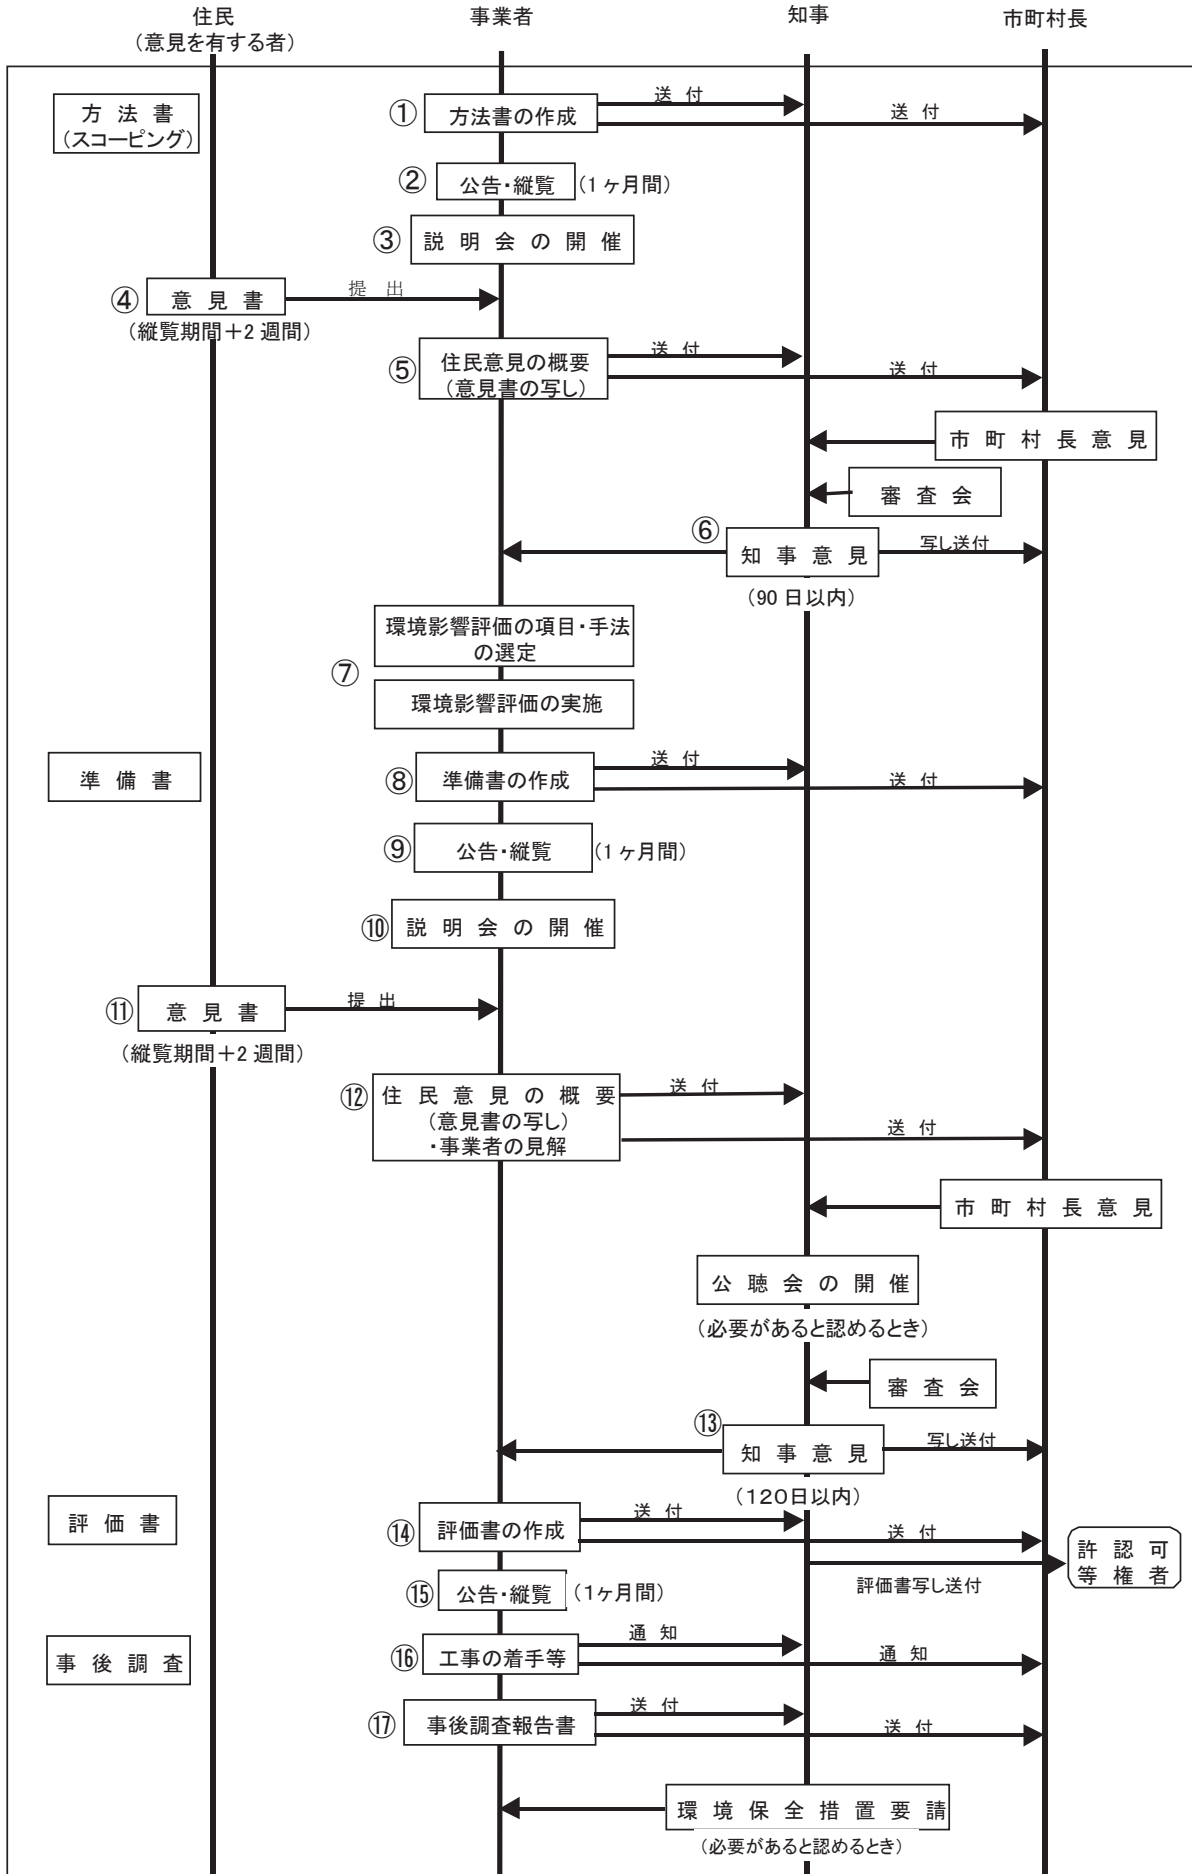 住民
(意見を有する者)
事業者
知事
市町村長
方 法 書
(スコーピング)
①
方法書の作成
送 付
送 付
②
公告・縦覧
(1ヶ月間)
③
説 明 会 の 開 催
④
意 見 書
提 出
(縦覧期間+2週間)
⑤
住民意見の概要
(意見書の写し)
送 付
送 付
市 町 村 長 意 見
審 査 会
⑥
知 事 意 見
写し送付
(90日以内)
環境影響評価の項目・手法
の選定
⑦
環境影響評価の実施
準 備 書
⑧
準備書の作成
送 付
送 付
⑨
公告・縦覧
(1ヶ月間)
⑩
説 明 会 の 開 催
⑪
意 見 書
提 出
(縦覧期間+2週間)
⑫
住 民 意 見 の 概 要
(意見書の写し)
・事業者の見解
送 付
送 付
市 町 村 長 意 見
公 聴 会 の 開 催
(必要があると認めるとき)
審 査 会
⑬
知 事 意 見
写し送付
(120日以内)
評 価 書
⑭
評価書の作成
送 付
送 付
許 認 可
等 権 者
評価書写し送付
⑮
公告・縦覧
(1ヶ月間)
事 後 調 査
⑯
工事の着手等
通 知
通 知
⑰
事後調査報告書
送 付
送 付
環 境 保 全 措 置 要 請
(必要があると認めるとき)